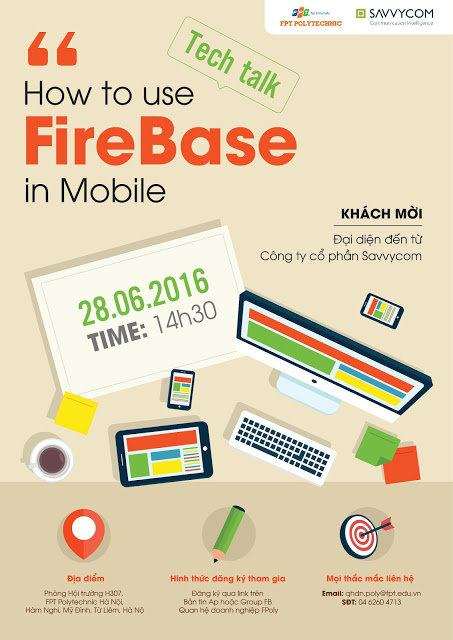 FPT Education
FPT POLYTECHNIC
SAVVYCOM
Communication Intelligence
Tech talk
How to use
FireBase
in Mobile
KHÁCH MỜI
Đại diện đến từ
Công ty cổ phần Savvycom
28.06.2016
TIME: 14h30
Địa điểm
Phòng Hội trường H307,
FPT Polytechnic Hà Nội,
Hàm Nghi, Mỹ Đình, Từ Liêm, Hà Nộ
Hình thức đăng ký tham gia
Đăng ký qua link trên
Bản tin Ap hoặc Group FB
Quan hệ doanh nghiệp FPoly
Mọi thắc mắc liên hệ
Email: qhdn.poly@fpt.edu.vn
SĐT: 04 6260 4713